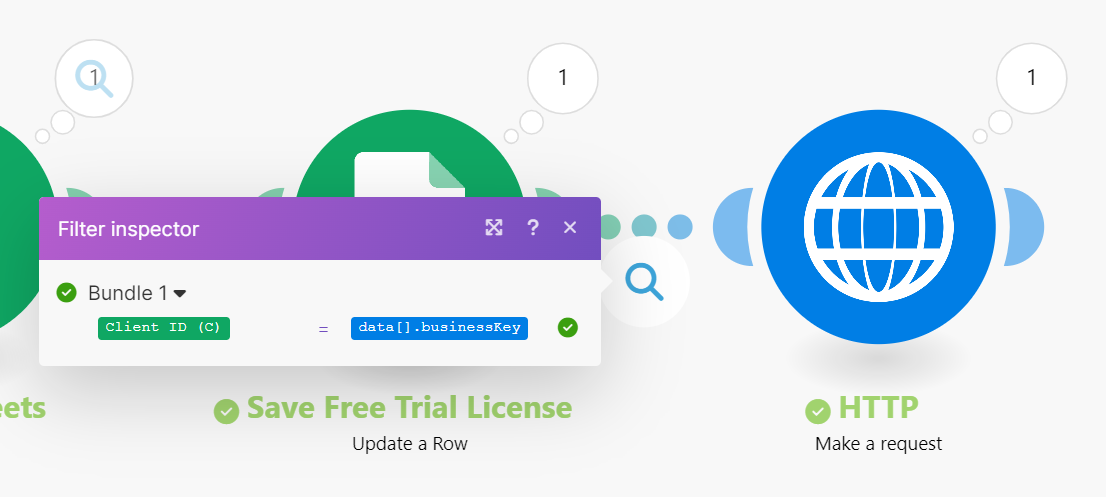 1
1
1
Filter inspector
?
Bundle 1
Client ID (C) = data[].businessKey
eets
Save Free Trial License
HTTP
Update a Row
Make a request